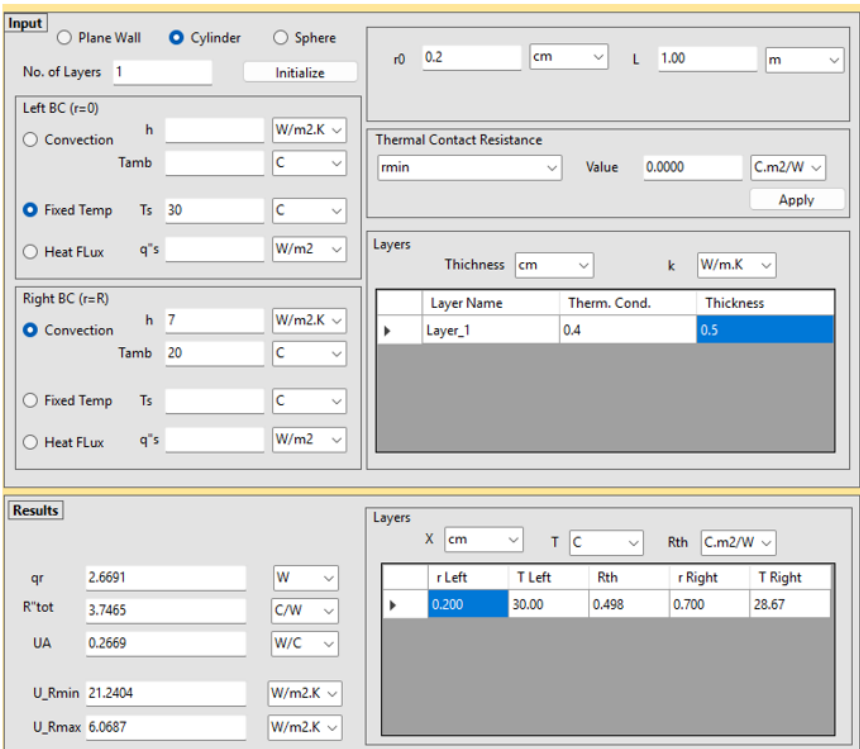 Input
Plane Wall Cylinder Sphere
No. of Layers 1 Initialize
Left BC (r=0)
Convection h W/m2.K
Tamb C
Fixed Temp Ts 30 C
Heat FLux q"s W/m2
Right BC (r=R)
Convection h 7 W/m2.K
Tamb 20 C
Fixed Temp Ts C
Heat FLux q"s W/m2
r0 0.2 cm L 1.00 m
Thermal Contact Resistance
rmin Value 0.0000 C.m2/W
Apply
Layers
Thichness cm k W/m.K
Layer Name Therm. Cond. Thickness
Layer_1 0.4 0.5
Results
qr 2.6691 W
R"tot 3.7465 C/W
UA 0.2669 W/C
U_Rmin 21.2404 W/m2.K
U_Rmax 6.0687 W/m2.K
Layers
X cm T C Rth C.m2/W
r Left T Left Rth r Right T Right
0.200 30.00 0.498 0.700 28.67